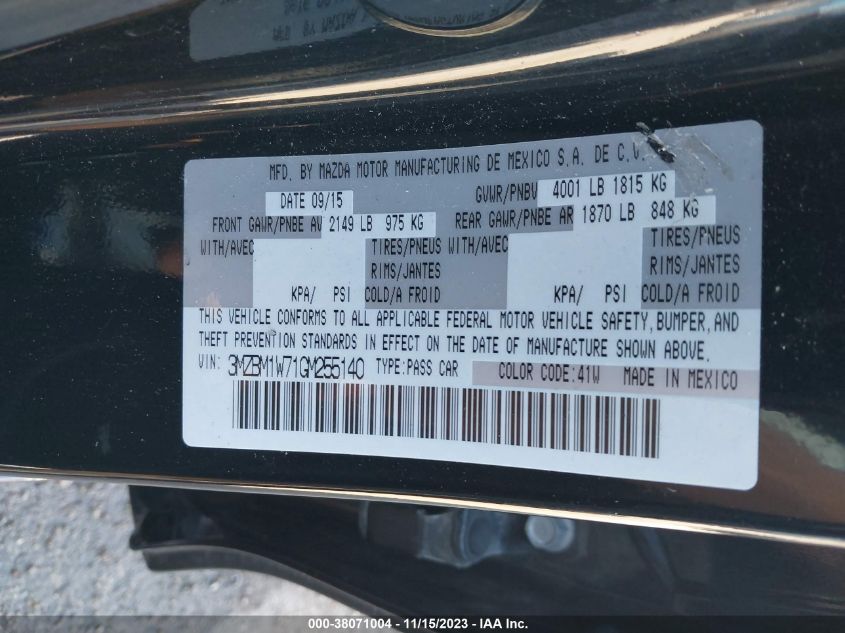 MFD. BY MAZDA MOTOR MANUFACTURING DE MEXICO S.A. DE C.V.
DATE 09/15 GVWR/PNBV 4001 LB 1815 KG
FRONT GAWR/PNBE AV 2149 LB 975 KG REAR GAWR/PNBE AR 1870 LB 848 KG
WITH/AVEC TIRES/PNEUS WITH/AVEC TIRES/PNEUS
RIMS/JANTES RIMS/JANTES
KPA/ PSI COLD/A FROID KPA/ PSI COLD/A FROID
THIS VEHICLE CONFORMS TO ALL APPLICABLE FEDERAL MOTOR VEHICLE SAFETY, BUMPER, AND
THEFT PREVENTION STANDARDS IN EFFECT ON THE DATE OF MANUFACTURE SHOWN ABOVE.
VIN: 3MZBM1W71GM255140 TYPE:PASS CAR COLOR CODE:41W MADE IN MEXICO
000-38071004 - 11/15/2023 - IAA Inc.